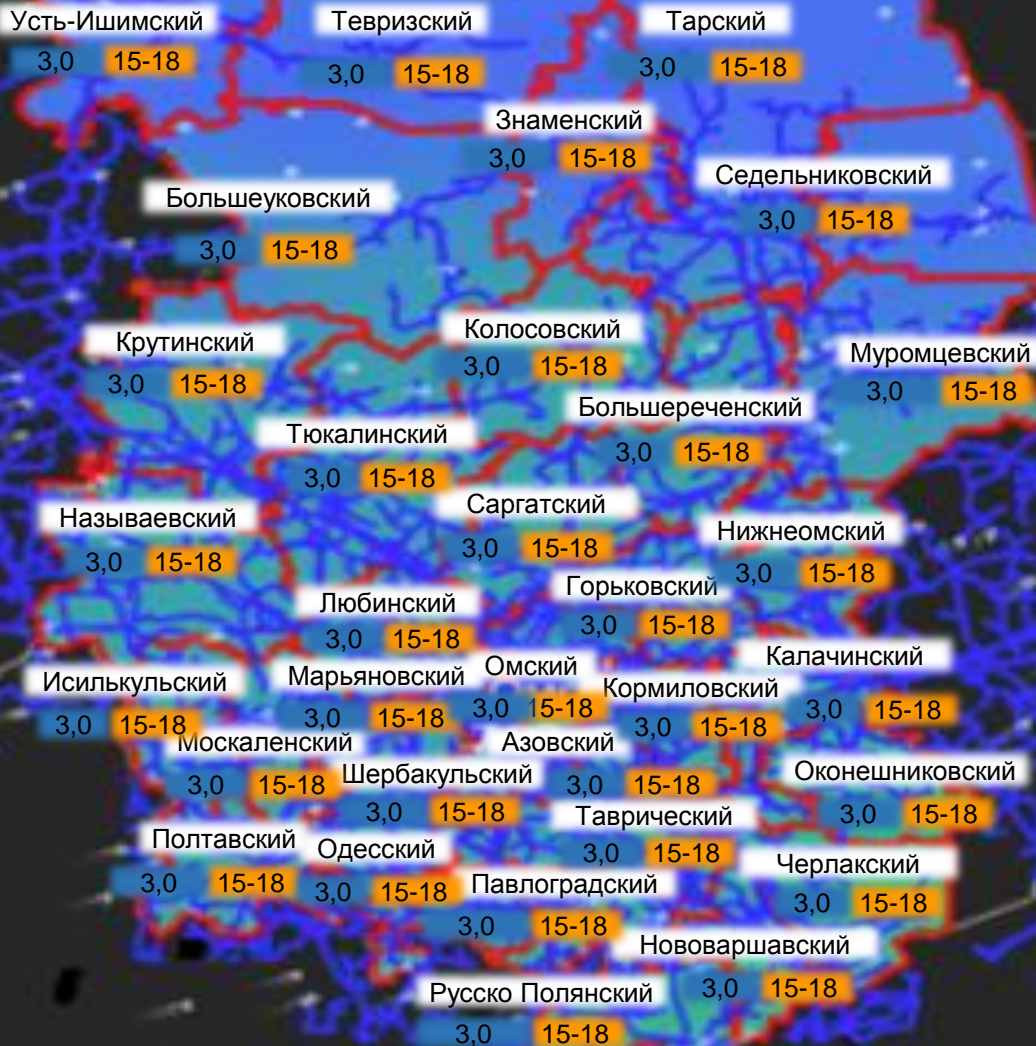 Усть-Ишимский
3,0 15-18
Тевризский
3,0 15-18
Тарский
3,0 15-18
Знаменский
3,0 15-18
Седельниковский
3,0 15-18
Большеуковский
3,0 15-18
Крутинский
3,0 15-18
Колосовский
3,0 15-18
Муромцевский
3,0 15-18
Большереченский
3,0 15-18
Тюкалинский
3,0 15-18
Саргатский
3,0 15-18
Называевский
3,0 15-18
Нижнеомский
3,0 15-18
Горьковский
3,0 15-18
Любинский
3,0 15-18
Калачинский
3,0 15-18
Исилькульский
3,0 15-18
Марьяновский
3,0 15-18
Омский
3,0 15-18
Кормиловский
3,0 15-18
Москаленский
3,0 15-18
Азовский
3,0 15-18
Шербакульский
3,0 15-18
Оконешниковский
3,0 15-18
Таврический
3,0 15-18
Полтавский
3,0 15-18
Одесский
3,0 15-18
Павлоградский
3,0 15-18
Черлакский
3,0 15-18
Нововаршавский
3,0 15-18
Русско Полянский
3,0 15-18